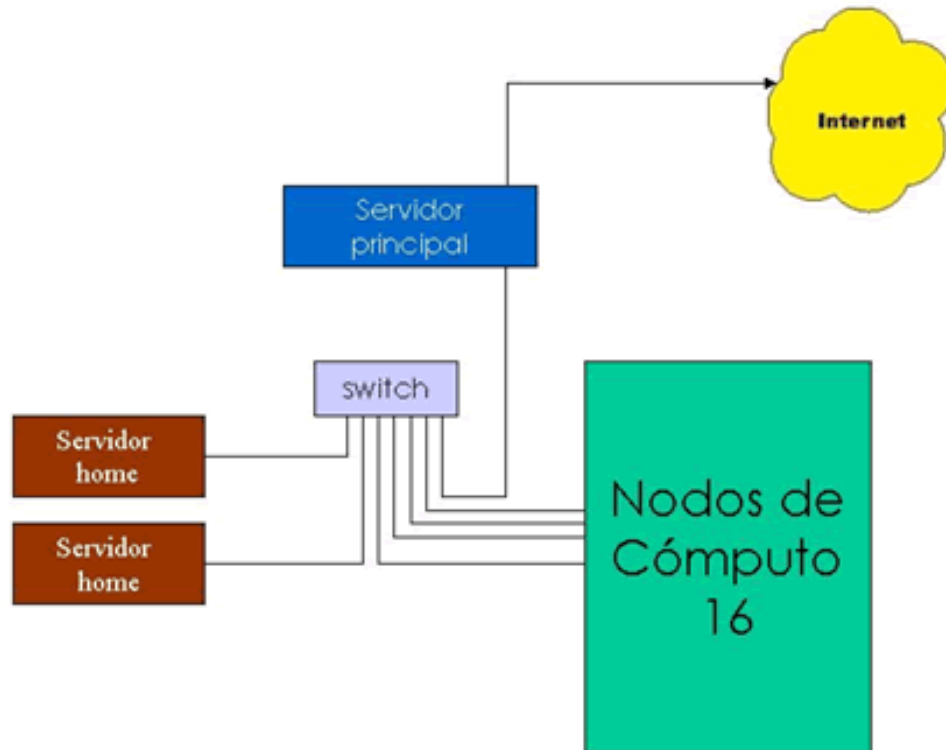 Internet
Servidor
principal
switch
Servidor
home
Servidor
home
Nodos de
Cómputo
16